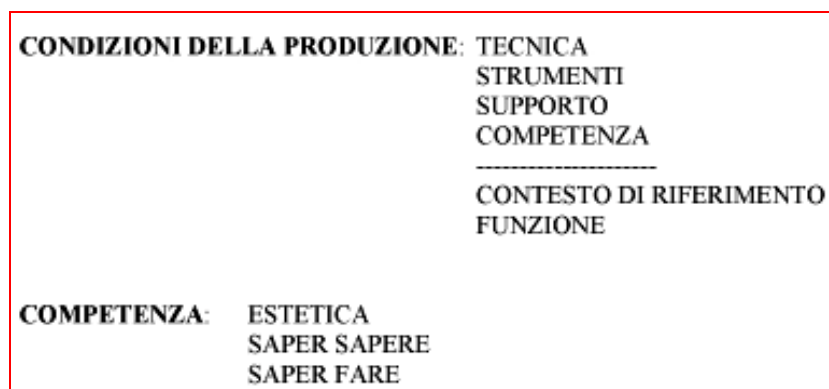 CONDIZIONI DELLA PRODUZIONE: TECNICA
STRUMENTI
SUPPORTO
COMPETENZA
---------------------
CONTESTO DI RIFERIMENTO
FUNZIONE
COMPETENZA: ESTETICA
SAPER SAPERE
SAPER FARE